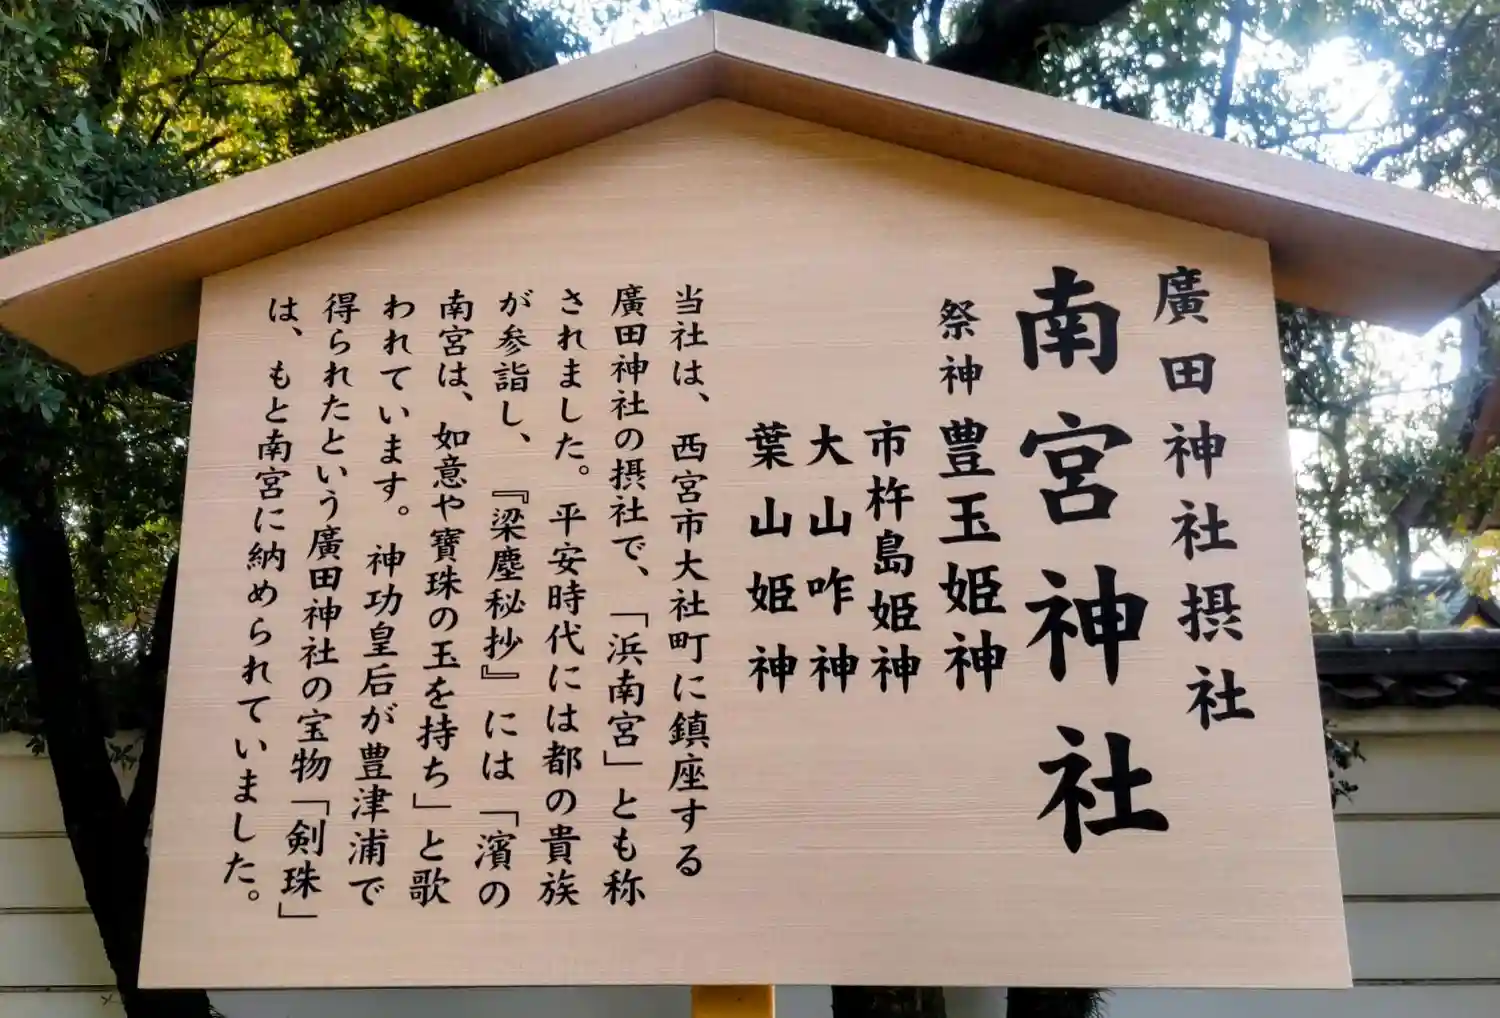 廣田神社摂社
南宮神社
祭神 豊玉姫神
市杵島姫神
大山咋神
葉山姫神
当社は、西宮市大社町に鎮座する
廣田神社の摂社で、「浜南宮」とも称
されました。平安時代には都の貴族
が参詣し、『梁塵秘抄』には「濱の
南宮は、如意や寶珠の玉を持ち」と歌
われています。神功皇后が豊津浦で
得られたという廣田神社の宝物「剣珠」
は、もと南宮に納められていました。